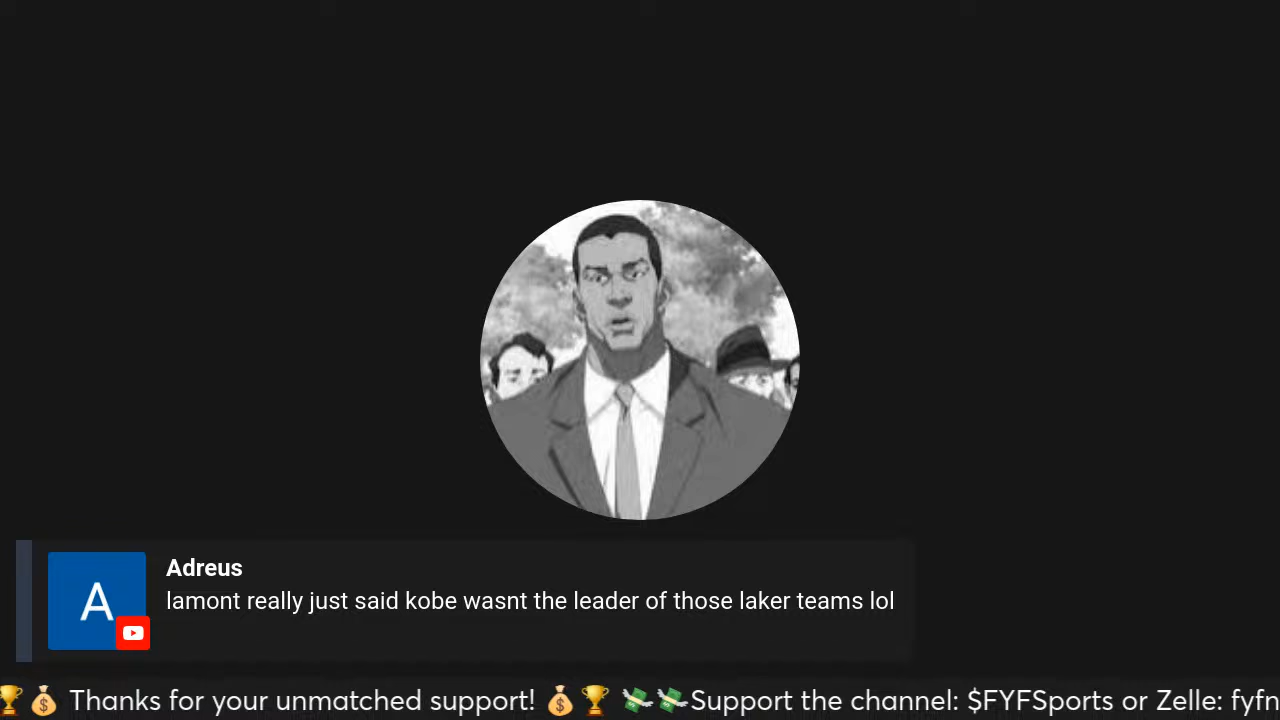 A
Adreus
lamont really just said kobe wasnt the leader of those laker teams lol
🏆💰 Thanks for your unmatched support! 💰🏆 💸💸Support the channel: $FYFSports or Zelle: fyfn